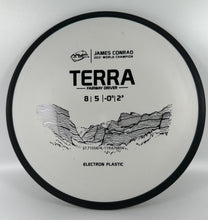 JAMES CONRAD
2021 WORLD CHAMPION
TERRA
FAIRWAY DRIVER
8 | 5 | -0* | 2*
ELECTRON PLASTIC